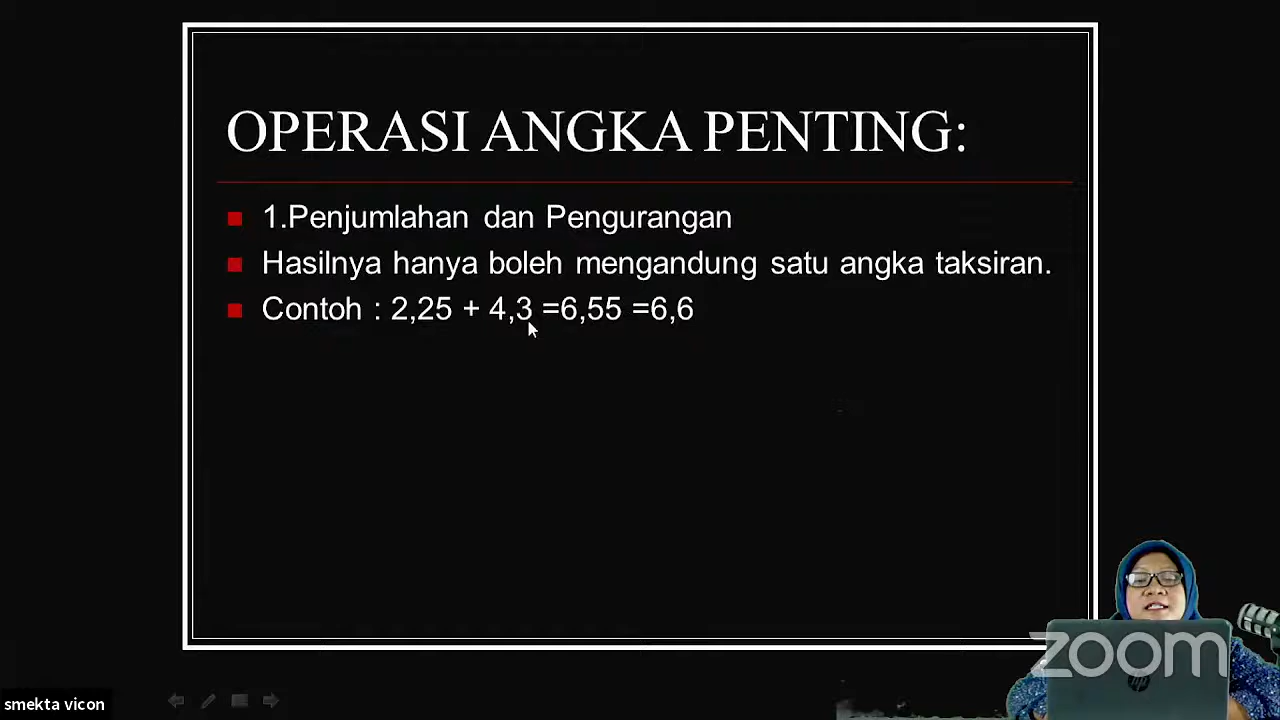 OPERASI ANGKA PENTING:
1.Penjumlahan dan Pengurangan
Hasilnya hanya boleh mengandung satu angka taksiran.
Contoh : 2,25 + 4,3 =6,55 =6,6
zoom
hp
smekta vicon